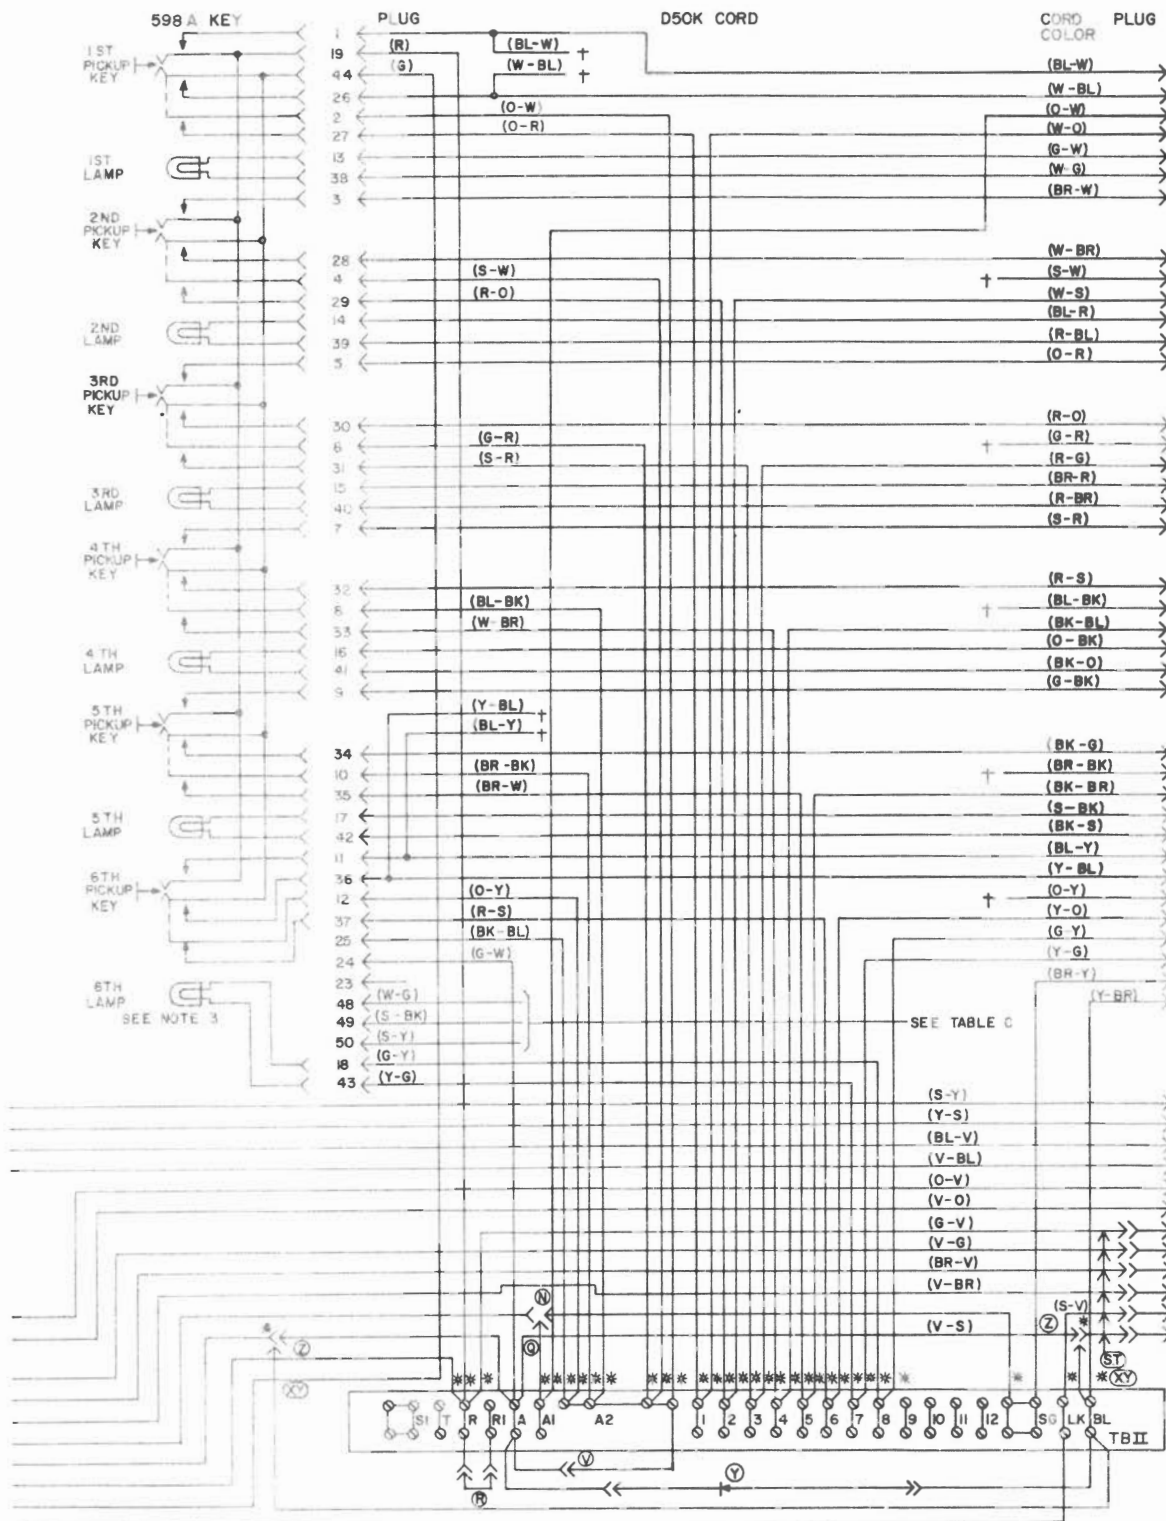 598 A KEY PLUG D50K CORD CORD COLOR PLUG
1ST PICKUP KEY
1 (BL-W)
19 (R) (BL-W) †
44 (G) (W-BL) †
26 (W-BL)
2 (O-W) (O-W)
27 (O-R) (W-O)
1ST LAMP
13 (G-W)
38 (W-G)
3 (BR-W)
2ND PICKUP KEY
28 (W-BR)
4 (S-W) † (S-W)
29 (R-O) (W-S)
2ND LAMP
14 (BL-R)
39 (R-BL)
5 (O-R)
3RD PICKUP KEY
30 (R-O)
6 (G-R) † (G-R)
31 (S-R) (R-G)
3RD LAMP
15 (BR-R)
40 (R-BR)
7 (S-R)
4TH PICKUP KEY
32 (R-S)
8 (BL-BK) † (BL-BK)
33 (W-BR) (BK-BL)
4TH LAMP
16 (O-BK)
41 (BK-O)
9 (G-BK)
5TH PICKUP KEY
(Y-BL) †
(BL-Y) †
34 (BK-G)
10 (BR-BK) † (BR-BK)
35 (BR-W) (BK-BR)
5TH LAMP
17 (S-BK)
42 (BK-S)
11 (BL-Y)
6TH PICKUP KEY
36 (Y-BL)
12 (O-Y) † (O-Y)
37 (R-S) (Y-O)
25 (BK-BL) (G-Y)
24 (G-W) (Y-G)
23 (BR-Y)
6TH LAMP
SEE NOTE 3
48 (W-G) (Y-BR)
49 (S-BK) SEE TABLE C
50 (S-Y)
18 (G-Y)
43 (Y-G)
(S-Y)
(Y-S)
(BL-V)
(V-BL)
(O-V)
(V-O)
(G-V)
(V-G)
(BR-V)
(V-BR)
N (S-V)
* Z Q (V-S) Z *
ST
XY * * * * * * * * * * * * * * * * * * * * * * * * * * XY
S1 T R R1 A A1 A2 1 2 3 4 5 6 7 8 9 10 11 12 SG LK BL
TB II
V
R Y